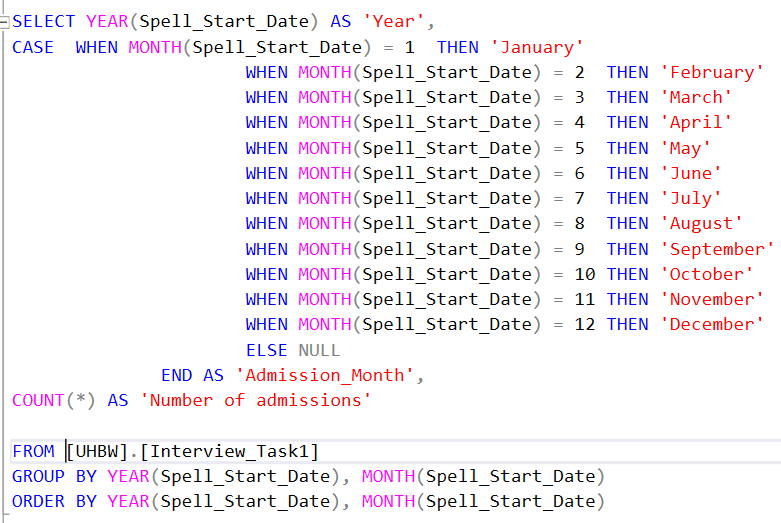 SELECT YEAR(Spell_Start_Date) AS 'Year',
CASE WHEN MONTH(Spell_Start_Date) = 1 THEN 'January'
WHEN MONTH(Spell_Start_Date) = 2 THEN 'February'
WHEN MONTH(Spell_Start_Date) = 3 THEN 'March'
WHEN MONTH(Spell_Start_Date) = 4 THEN 'April'
WHEN MONTH(Spell_Start_Date) = 5 THEN 'May'
WHEN MONTH(Spell_Start_Date) = 6 THEN 'June'
WHEN MONTH(Spell_Start_Date) = 7 THEN 'July'
WHEN MONTH(Spell_Start_Date) = 8 THEN 'August'
WHEN MONTH(Spell_Start_Date) = 9 THEN 'September'
WHEN MONTH(Spell_Start_Date) = 10 THEN 'October'
WHEN MONTH(Spell_Start_Date) = 11 THEN 'November'
WHEN MONTH(Spell_Start_Date) = 12 THEN 'December'
ELSE NULL
END AS 'Admission_Month',
COUNT(*) AS 'Number of admissions'
FROM [UHBW].[Interview_Task1]
GROUP BY YEAR(Spell_Start_Date), MONTH(Spell_Start_Date)
ORDER BY YEAR(Spell_Start_Date), MONTH(Spell_Start_Date)